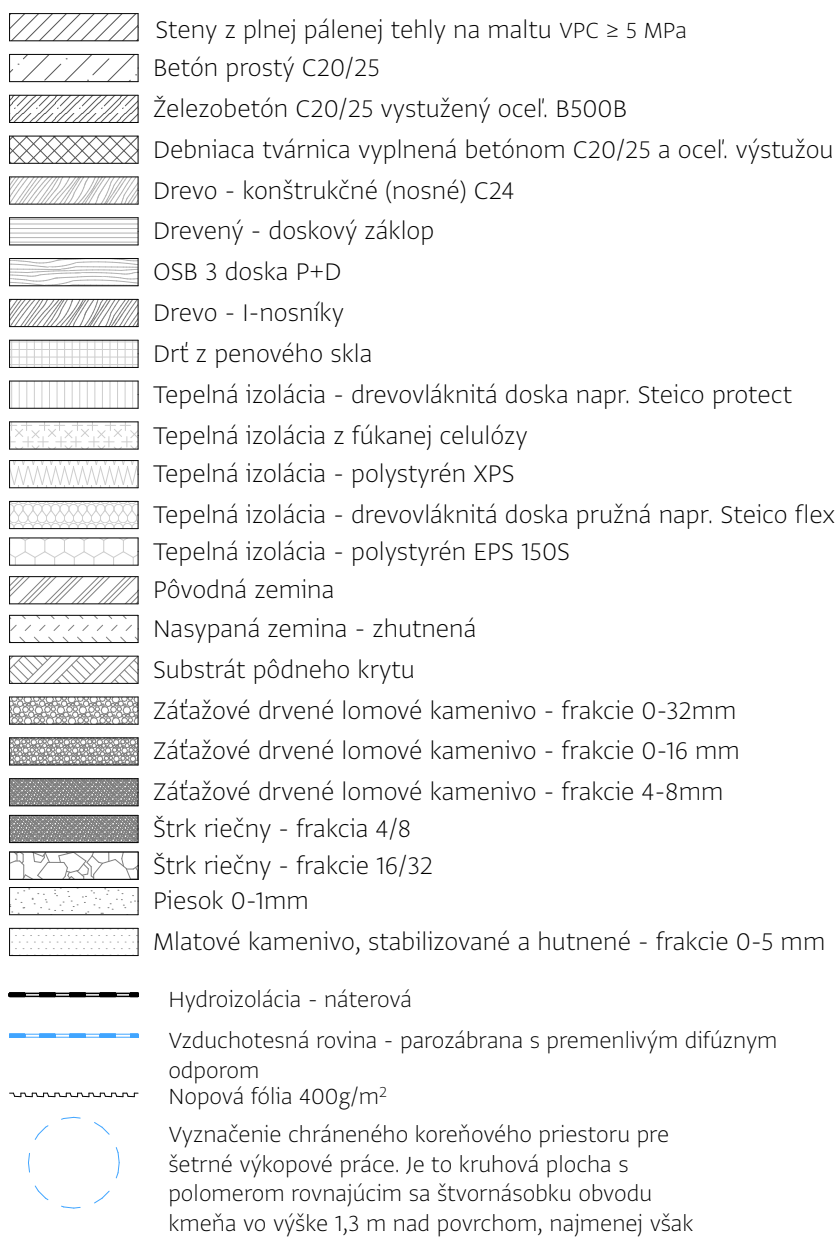 Steny z plnej pálenej tehly na maltu VPC ≥ 5 MPa
Betón prostý C20/25
Železobetón C20/25 vystužený oceľ. B500B
Debniaca tvárnica vyplnená betónom C20/25 a oceľ. výstužou
Drevo - konštrukčné (nosné) C24
Drevený - doskový záklop
OSB 3 doska P+D
Drevo - I-nosníky
Drť z penového skla
Tepelná izolácia - drevovláknitá doska napr. Steico protect
Tepelná izolácia z fúkanej celulózy
Tepelná izolácia - polystyrén XPS
Tepelná izolácia - drevovláknitá doska pružná napr. Steico flex
Tepelná izolácia - polystyrén EPS 150S
Pôvodná zemina
Nasypaná zemina - zhutnená
Substrát pôdneho krytu
Záťažové drvené lomové kamenivo - frakcie 0-32mm
Záťažové drvené lomové kamenivo - frakcie 0-16 mm
Záťažové drvené lomové kamenivo - frakcie 4-8mm
Štrk riečny - frakcia 4/8
Štrk riečny - frakcie 16/32
Piesok 0-1mm
Mlatové kamenivo, stabilizované a hutnené - frakcie 0-5 mm
Hydroizolácia - náterová
Vzduchotesná rovina - parozábrana s premenlivým difúznym
odporom
Nopová fólia 400g/m²
Vyznačenie chráneného koreňového priestoru pre
šetrné výkopové práce. Je to kruhová plocha s
polomerom rovnajúcim sa štvornásobku obvodu
kmeňa vo výške 1,3 m nad povrchom, najmenej však